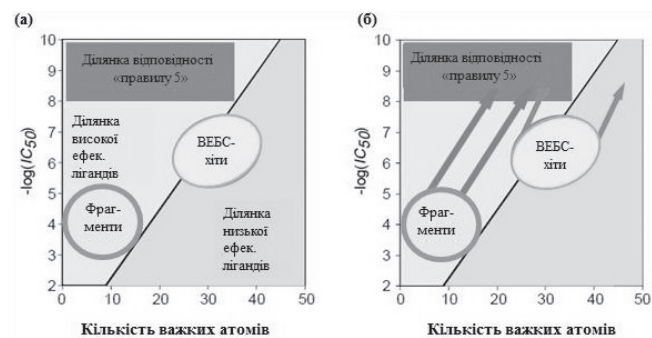 (а)
10
9
8
7
6
5
4
3
2
-log(IC50)
Ділянка відповідності
«правилу 5»
Ділянка
високої
ефек.
лігандів
ВЕБС-
хіти
Фраг-
менти
Ділянка
низької
ефек.
лігандів
0 10 20 30 40 50
Кількість важких атомів
(б)
10
9
8
7
6
5
4
3
2
-log(IC50)
Ділянка відповідності
«правилу 5»
ВЕБС-
хіти
Фраг-
менти
0 10 20 30 40 50
Кількість важких атомів